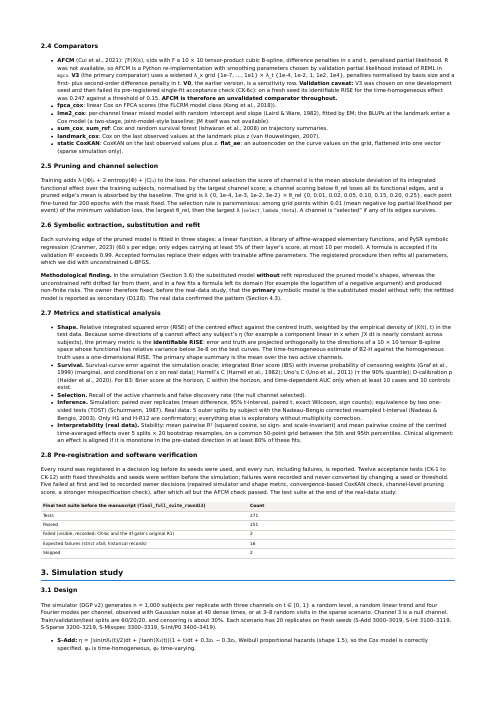 2.4 Comparators
• AFCM (Cui et al., 2021): ∫F(X(s), s)ds with F a 10 × 10 tensor-product cubic B-spline, difference penalties in x and t, penalised partial likelihood. R
was not available, so AFCM is a Python re-implementation with smoothing parameters chosen by validation partial likelihood instead of REML in
mgcv. V3 (the primary comparator) uses a widened λ_x grid {1e-7, ..., 1e1} × λ_t {1e-4, 1e-2, 1, 1e2, 1e4}, penalties normalised by basis size and a
first- plus second-order difference penalty in t. V0, the earlier version, is a sensitivity row. Validation caveat: V3 was chosen on one development
seed and then failed its pre-registered single-fit acceptance check (CK-6c): on a fresh seed its identifiable RISE for the time-homogeneous effect
was 0.247 against a threshold of 0.15. AFCM is therefore an unvalidated comparator throughout.
• fpca_cox: linear Cox on FPCA scores (the FLCRM model class (Kong et al., 2018)).
• lme2_cox: per-channel linear mixed model with random intercept and slope (Laird & Ware, 1982), fitted by EM; the BLUPs at the landmark enter a
Cox model (a two-stage, joint-model-style baseline; JM itself was not available).
• sum_cox, sum_rsf: Cox and random survival forest (Ishwaran et al., 2008) on trajectory summaries.
• landmark_cox: Cox on the last observed values at the landmark plus z (van Houwelingen, 2007).
• static CoxKAN: CoxKAN on the last observed values plus z. flat_ae: an autoencoder on the curve values on the grid, flattened into one vector
(sparse simulation only).
2.5 Pruning and channel selection
Training adds λ·(‖Φ‖₁ + 2·entropy(Φ) + |C|₁) to the loss. For channel selection the score of channel d is the mean absolute deviation of its integrated
functional effect over the training subjects, normalised by the largest channel score; a channel scoring below θ_rel loses all its functional edges, and a
pruned edge's mean is absorbed by the baseline. The grid is λ {0, 1e-4, 1e-3, 1e-2, 3e-2} × θ_rel {0, 0.01, 0.02, 0.05, 0.10, 0.15, 0.20, 0.25}, each point
fine-tuned for 200 epochs with the mask fixed. The selection rule is parsimonious: among grid points within 0.01 (mean negative log partial likelihood per
event) of the minimum validation loss, the largest θ_rel, then the largest λ (select_lambda_theta). A channel is "selected" if any of its edges survives.
2.6 Symbolic extraction, substitution and refit
Each surviving edge of the pruned model is fitted in three stages: a linear function, a library of affine-wrapped elementary functions, and PySR symbolic
regression (Cranmer, 2023) (60 s per edge; only edges carrying at least 5% of their layer's score, at most 10 per model). A formula is accepted if its
validation R² exceeds 0.99. Accepted formulas replace their edges with trainable affine parameters. The registered procedure then refits all parameters,
which we did with unconstrained L-BFGS.
Methodological finding. In the simulation (Section 3.6) the substituted model without refit reproduced the pruned model's shapes, whereas the
unconstrained refit drifted far from them, and in a few fits a formula left its domain (for example the logarithm of a negative argument) and produced
non-finite risks. The owner therefore fixed, before the real-data study, that the primary symbolic model is the substituted model without refit; the refitted
model is reported as secondary (D128). The real data confirmed the pattern (Section 4.3).
2.7 Metrics and statistical analysis
• Shape. Relative integrated squared error (RISE) of the centred effect against the centred truth, weighted by the empirical density of (X(t), t) in the
test data. Because some directions of g cannot affect any subject's η (for example a component linear in x when ∫X dt is nearly constant across
subjects), the primary metric is the identifiable RISE: error and truth are projected orthogonally to the directions of a 10 × 10 tensor B-spline
space whose functional has relative variance below 3e-8 on the test curves. The time-homogeneous estimate of B2-H against the homogeneous
truth uses a one-dimensional RISE. The primary shape summary is the mean over the two active channels.
• Survival. Survival-curve error against the simulation oracle; integrated Brier score (IBS) with inverse probability of censoring weights (Graf et al.,
1999) (marginal, and conditional on z on real data); Harrell's C (Harrell et al., 1982); Uno's C (Uno et al., 2011) (τ the 90% quantile); D-calibration p
(Haider et al., 2020). For B3: Brier score at the horizon, C within the horizon, and time-dependent AUC only when at least 10 cases and 10 controls
exist.
• Selection. Recall of the active channels and false discovery rate (the null channel selected).
• Inference. Simulation: paired over replicates (mean difference, 95% t-interval, paired t, exact Wilcoxon, sign counts); equivalence by two one-
sided tests (TOST) (Schuirmann, 1987). Real data: 5 outer splits by subject with the Nadeau-Bengio corrected resampled t-interval (Nadeau &
Bengio, 2003). Only H1 and H-R12 are confirmatory; everything else is exploratory without multiplicity correction.
• Interpretability (real data). Stability: mean pairwise R² (squared cosine, so sign- and scale-invariant) and mean pairwise cosine of the centred
time-averaged effects over 5 splits × 20 bootstrap resamples, on a common 50-point grid between the 5th and 95th percentiles. Clinical alignment:
an effect is aligned if it is monotone in the pre-stated direction in at least 80% of these fits.
2.8 Pre-registration and software verification
Every round was registered in a decision log before its seeds were used, and every run, including failures, is reported. Twelve acceptance tests (CK-1 to
CK-12) with fixed thresholds and seeds were written before the simulation; failures were recorded and never converted by changing a seed or threshold.
Five failed at first and led to recorded owner decisions (repaired simulator and shape metric, convergence-based CoxKAN check, channel-level pruning
score, a stronger misspecification check), after which all but the AFCM check passed. The test suite at the end of the real-data study:
Final test suite before the manuscript (final_full_suite_round13) Count
Tests 271
Passed 251
Failed (visible, recorded: CK-6c and the θ gate's original R1) 2
Expected failures (strict xfail; historical records) 16
Skipped 2
3. Simulation study
3.1 Design
The simulator (DGP v2) generates n = 1,000 subjects per replicate with three channels on t ∈ [0, 1]: a random level, a random linear trend and four
Fourier modes per channel, observed with Gaussian noise at 40 dense times, or at 3–8 random visits in the sparse scenario. Channel 3 is a null channel.
Train/validation/test splits are 60/20/20, and censoring is about 30%. Each scenario has 20 replicates on fresh seeds (S-Add 3000–3019, S-Int 3100–3119,
S-Sparse 3200–3219, S-Misspec 3300–3319, S-Int/P0 3400–3419).
• S-Add: η = ∫sin(πX₁(t)/2)dt + ∫tanh(X₂(t))(1 + t)dt + 0.3z₁ − 0.3z₂, Weibull proportional hazards (shape 1.5), so the Cox model is correctly
specified. φ₁ is time-homogeneous, φ₂ time-varying.